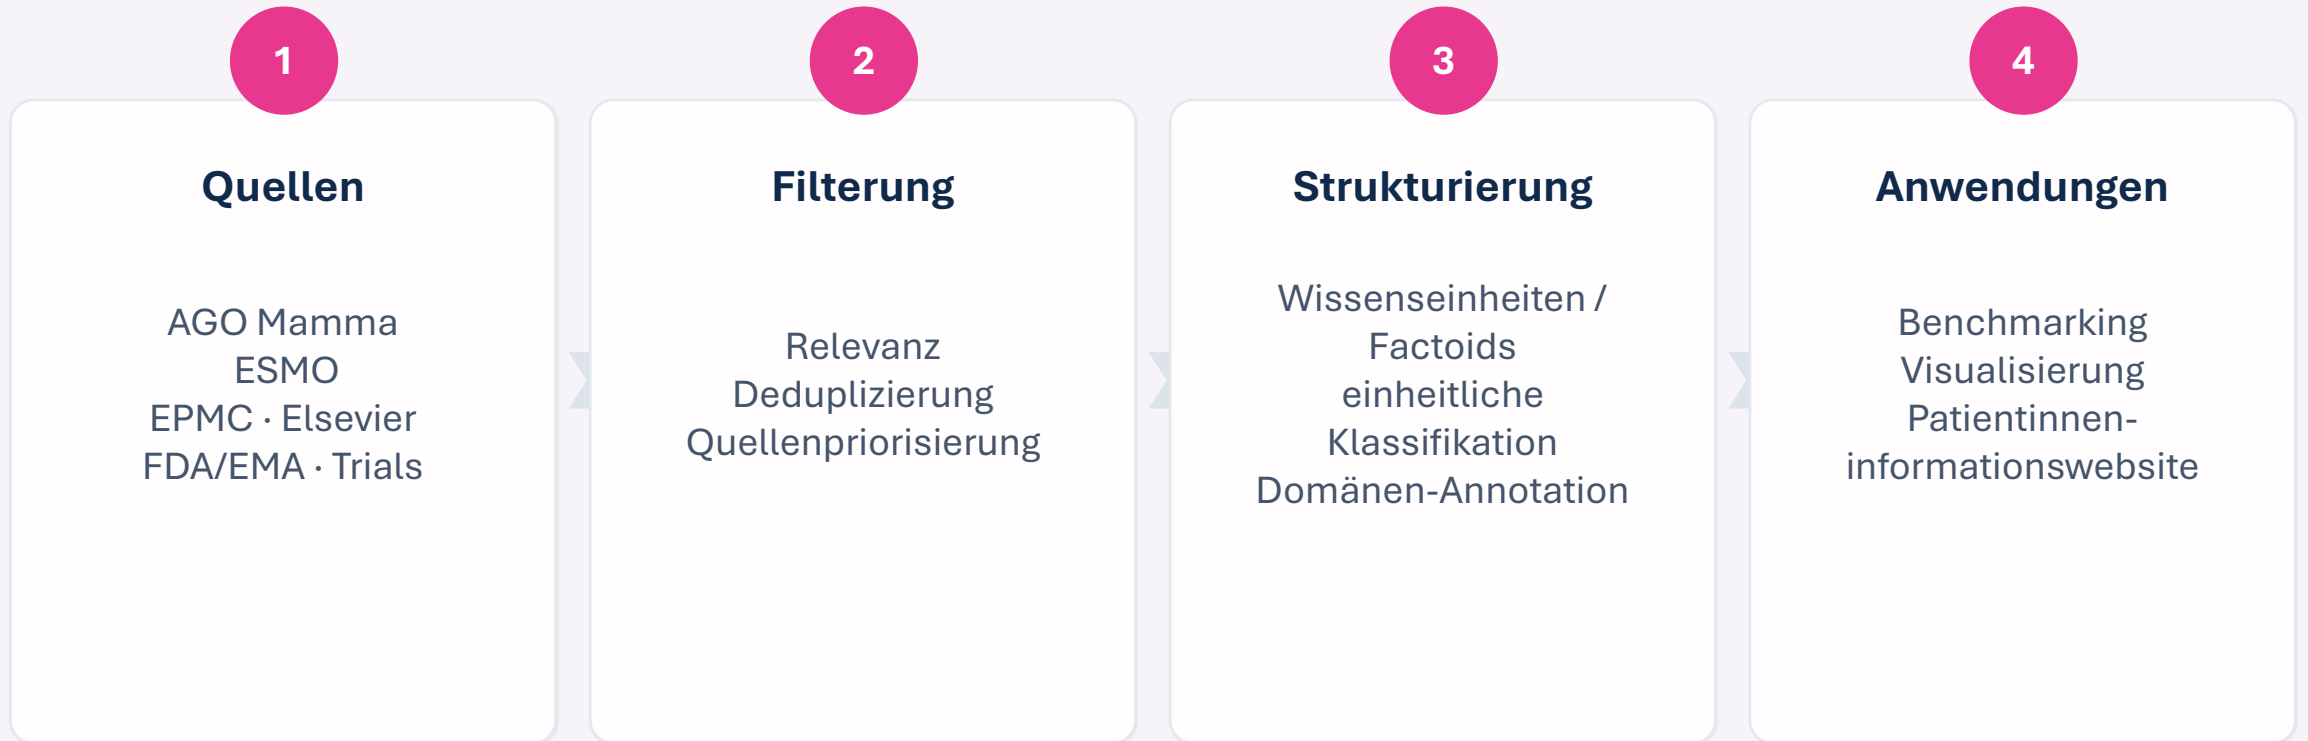 1
Quellen
AGO Mamma
ESMO
EPMC · Elsevier
FDA/EMA · Trials
2
Filterung
Relevanz
Deduplizierung
Quellenpriorisierung
3
Strukturierung
Wissenseinheiten /
Factoids
einheitliche
Klassifikation
Domänen-Annotation
4
Anwendungen
Benchmarking
Visualisierung
Patientinnen-
informationswebsite